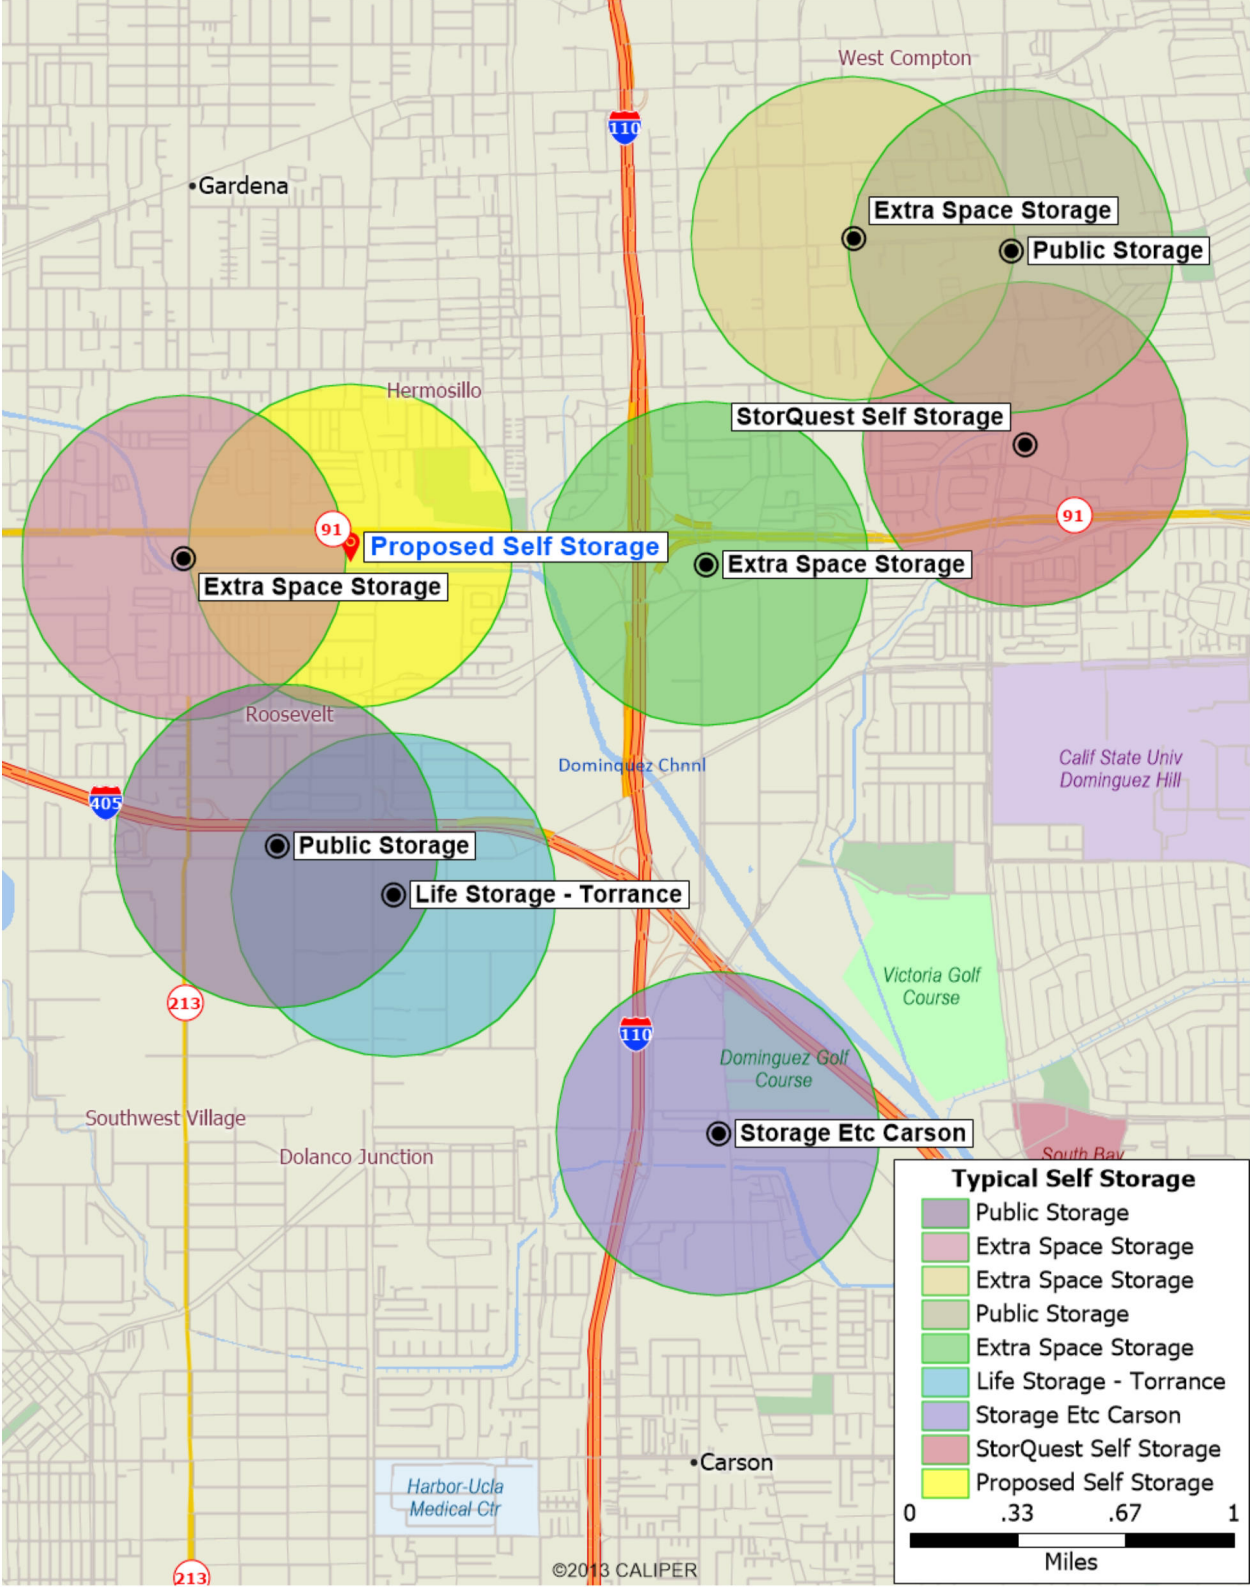 West Compton
110
Gardena
Extra Space Storage
Public Storage
Hermosillo
StorQuest Self Storage
91
91
Proposed Self Storage
Extra Space Storage
Extra Space Storage
Roosevelt
Dominquez Chnnl
Calif State Univ
Dominguez Hill
405
Public Storage
Life Storage - Torrance
Victoria Golf
Course
213
110
Dominguez Golf
Course
Southwest Village
Storage Etc Carson
Dolanco Junction
South Bay
Typical Self Storage
Public Storage
Extra Space Storage
Extra Space Storage
Public Storage
Extra Space Storage
Life Storage - Torrance
Storage Etc Carson
StorQuest Self Storage
Proposed Self Storage
0 .33 .67 1
Miles
Carson
Harbor-Ucla
Medical Ctr
©2013 CALIPER
213